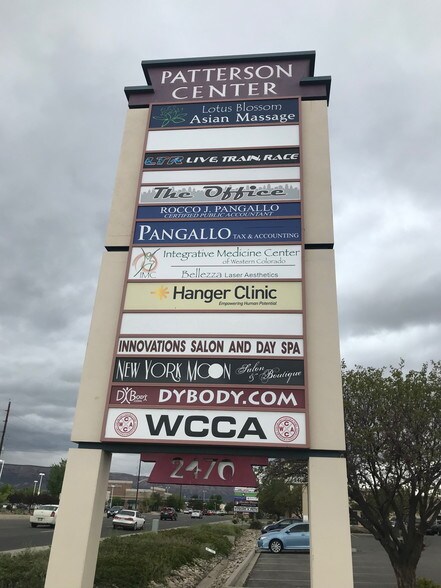 PATTERSON
CENTER
Lotus Blossom
Asian Massage
LTR LIVE, TRAIN, RACE
The Office
ROCCO J. PANGALLO
CERTIFIED PUBLIC ACCOUNTANT
PANGALLO TAX & ACCOUNTING
IMC
Integrative Medicine Center
of Western Colorado
Bellezza Laser Aesthetics
Hanger Clinic
Empowering Human Potential
INNOVATIONS SALON AND DAY SPA
NEW YORK MOON Salon & Boutique
DYBODY.COM
WCCA
2470